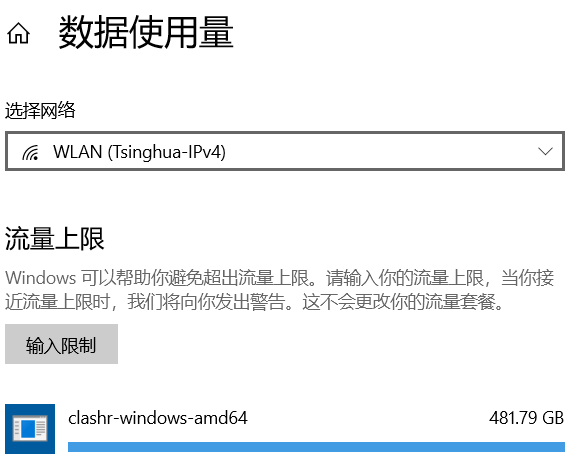 数据使用量
选择网络
WLAN (Tsinghua-IPv4)
流量上限
Windows 可以帮助你避免超出流量上限。请输入你的流量上限，当你接
近流量上限时，我们将向你发出警告。这不会更改你的流量套餐。
输入限制
clashr-windows-amd64 481.79 GB